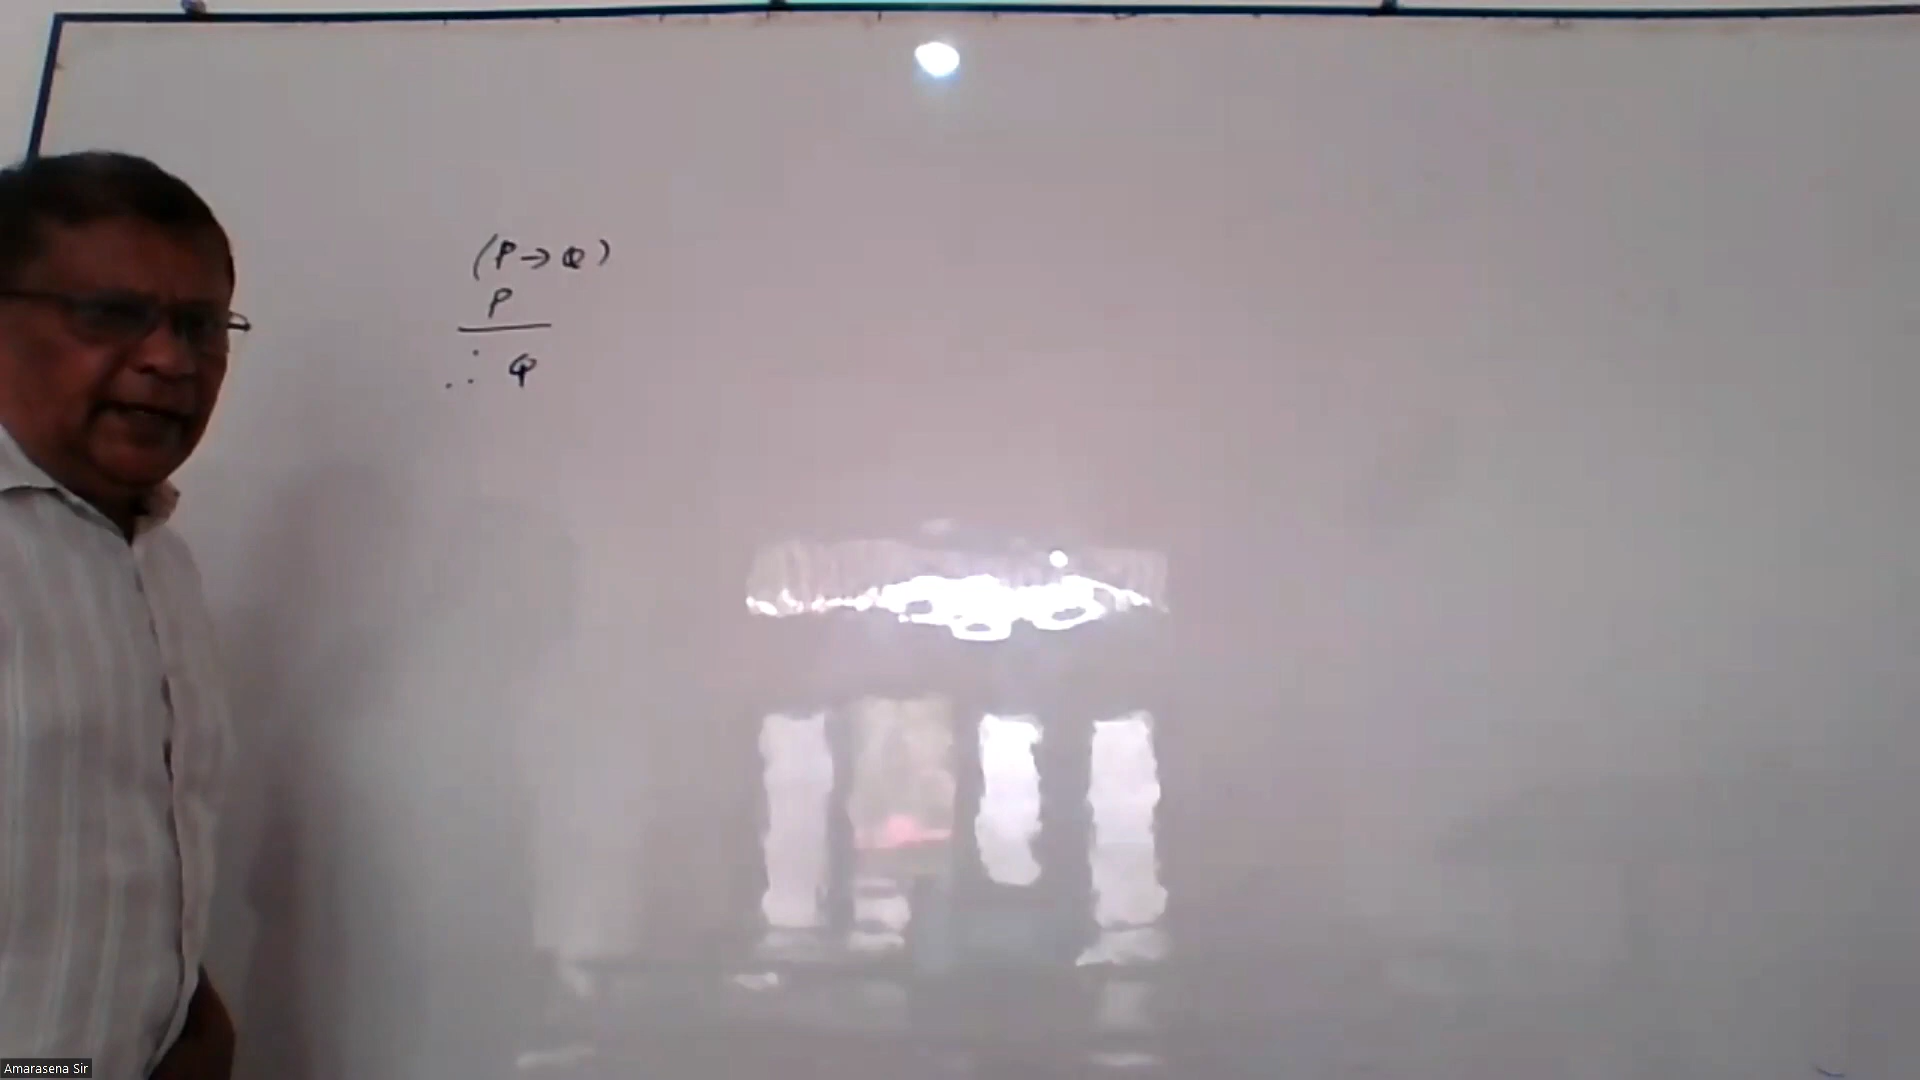 (P → Q)
P
∴ Q
Amarasena Sir